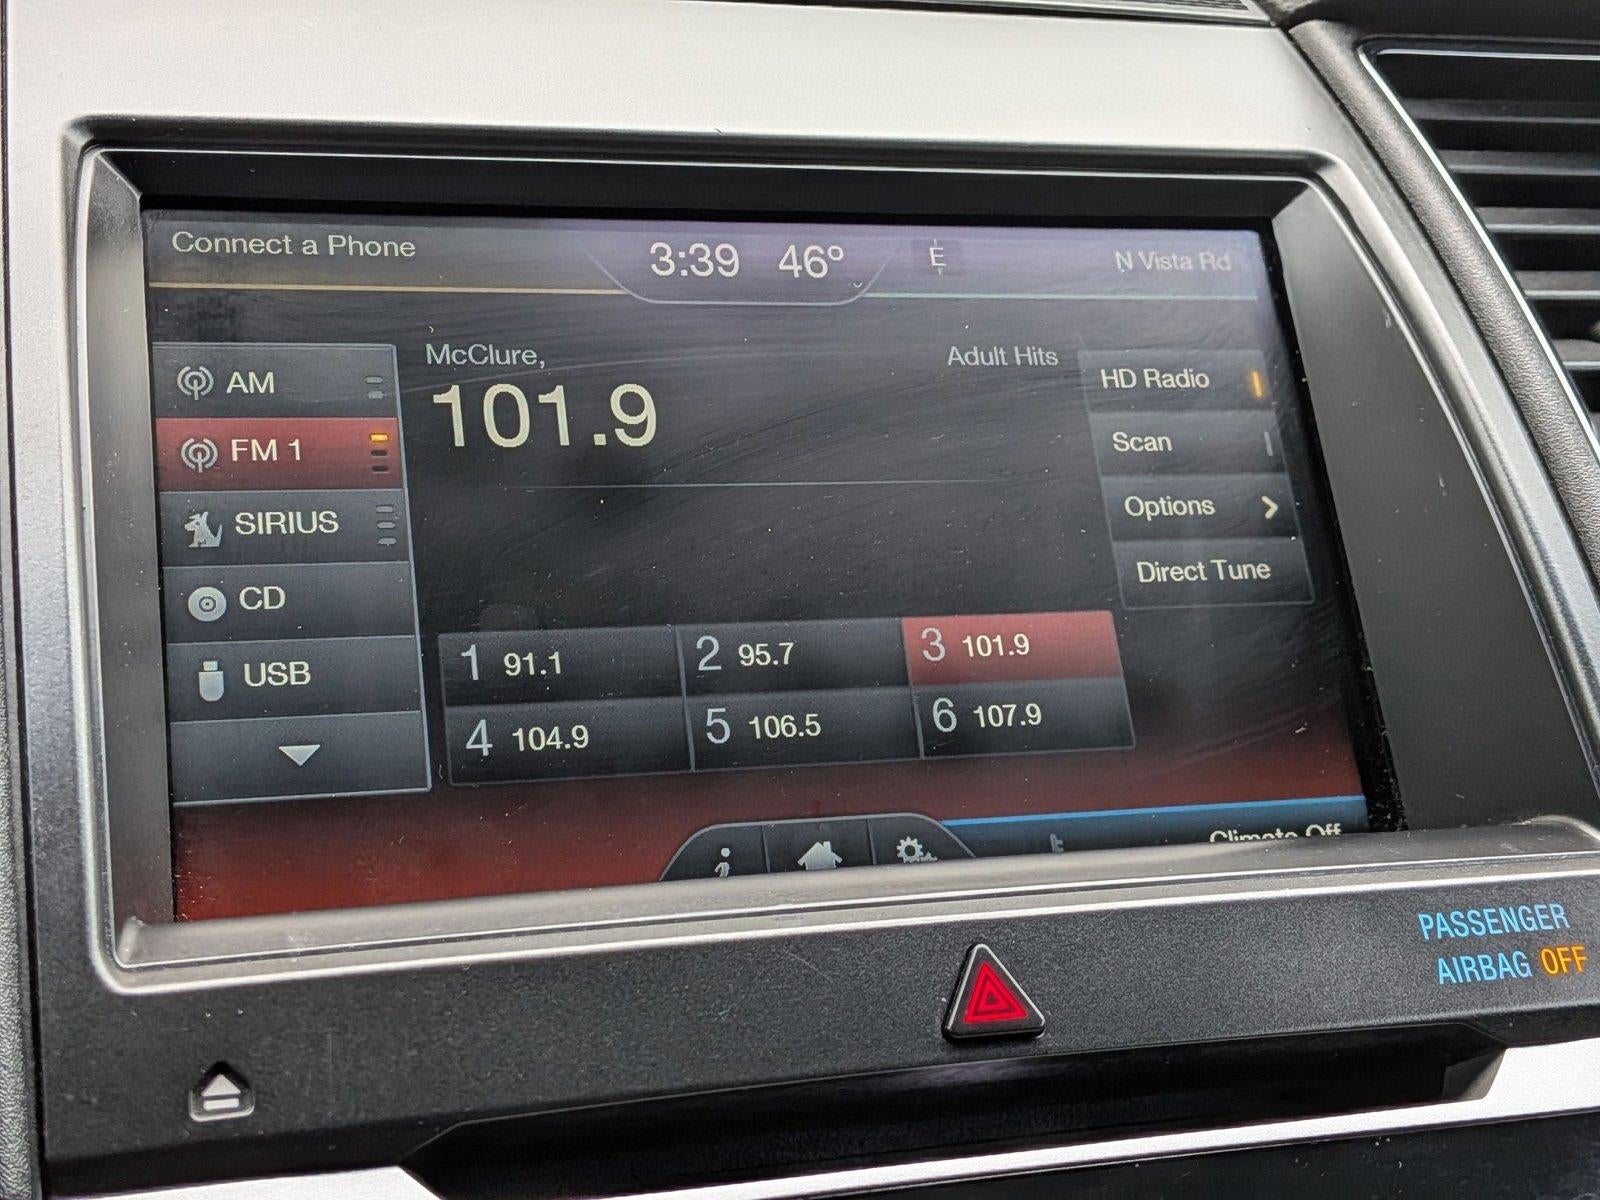 Connect a Phone
3:39 46°
E
N Vista Rd
AM
FM 1
SIRIUS
CD
USB
McClure,
101.9
Adult Hits
HD Radio
Scan
Options
Direct Tune
1 91.1
2 95.7
3 101.9
4 104.9
5 106.5
6 107.9
Climate Off
PASSENGER
AIRBAG OFF